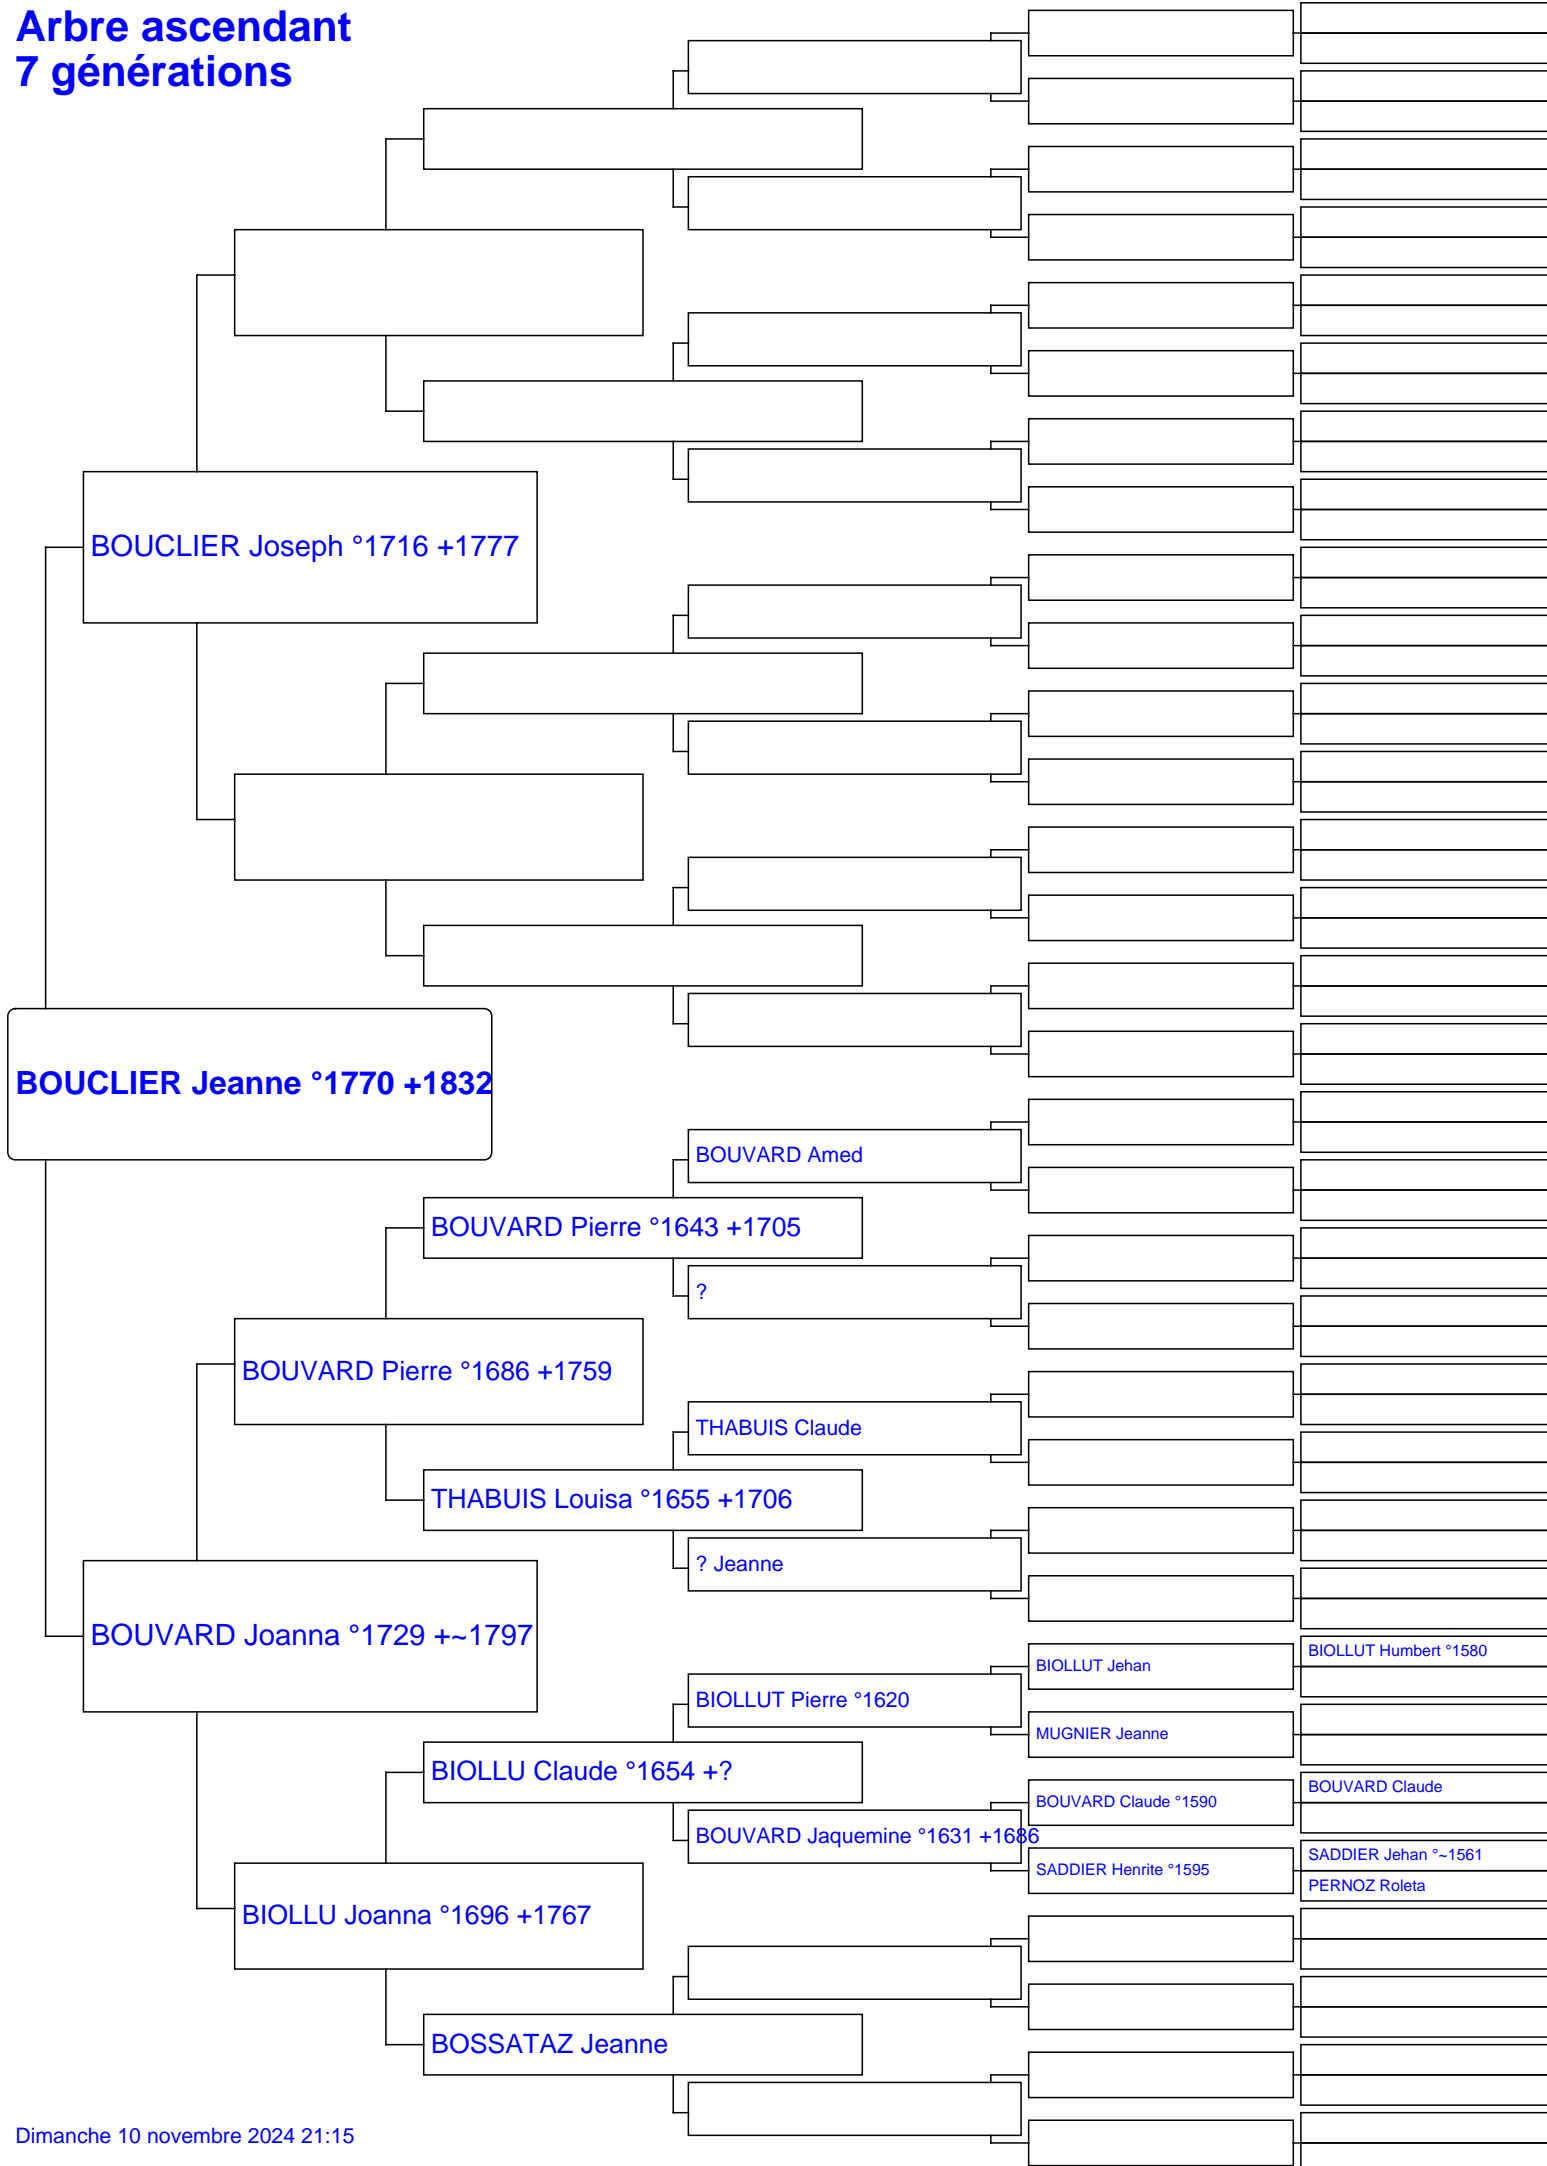 Arbre ascendant
7 générations
BOUCLIER Joseph °1716 +1777
BOUCLIER Jeanne °1770 +1832
BOUVARD Amed
BOUVARD Pierre °1643 +1705
?
BOUVARD Pierre °1686 +1759
THABUIS Claude
THABUIS Louisa °1655 +1706
? Jeanne
BOUVARD Joanna °1729 +~1797
BIOLLUT Humbert °1580
BIOLLUT Jehan
BIOLLUT Pierre °1620
MUGNIER Jeanne
BIOLLU Claude °1654 +?
BOUVARD Claude
BOUVARD Claude °1590
BOUVARD Jaquemine °1631 +1686
SADDIER Jehan °~1561
SADDIER Henrite °1595
PERNOZ Roleta
BIOLLU Joanna °1696 +1767
BOSSATAZ Jeanne
Dimanche 10 novembre 2024 21:15